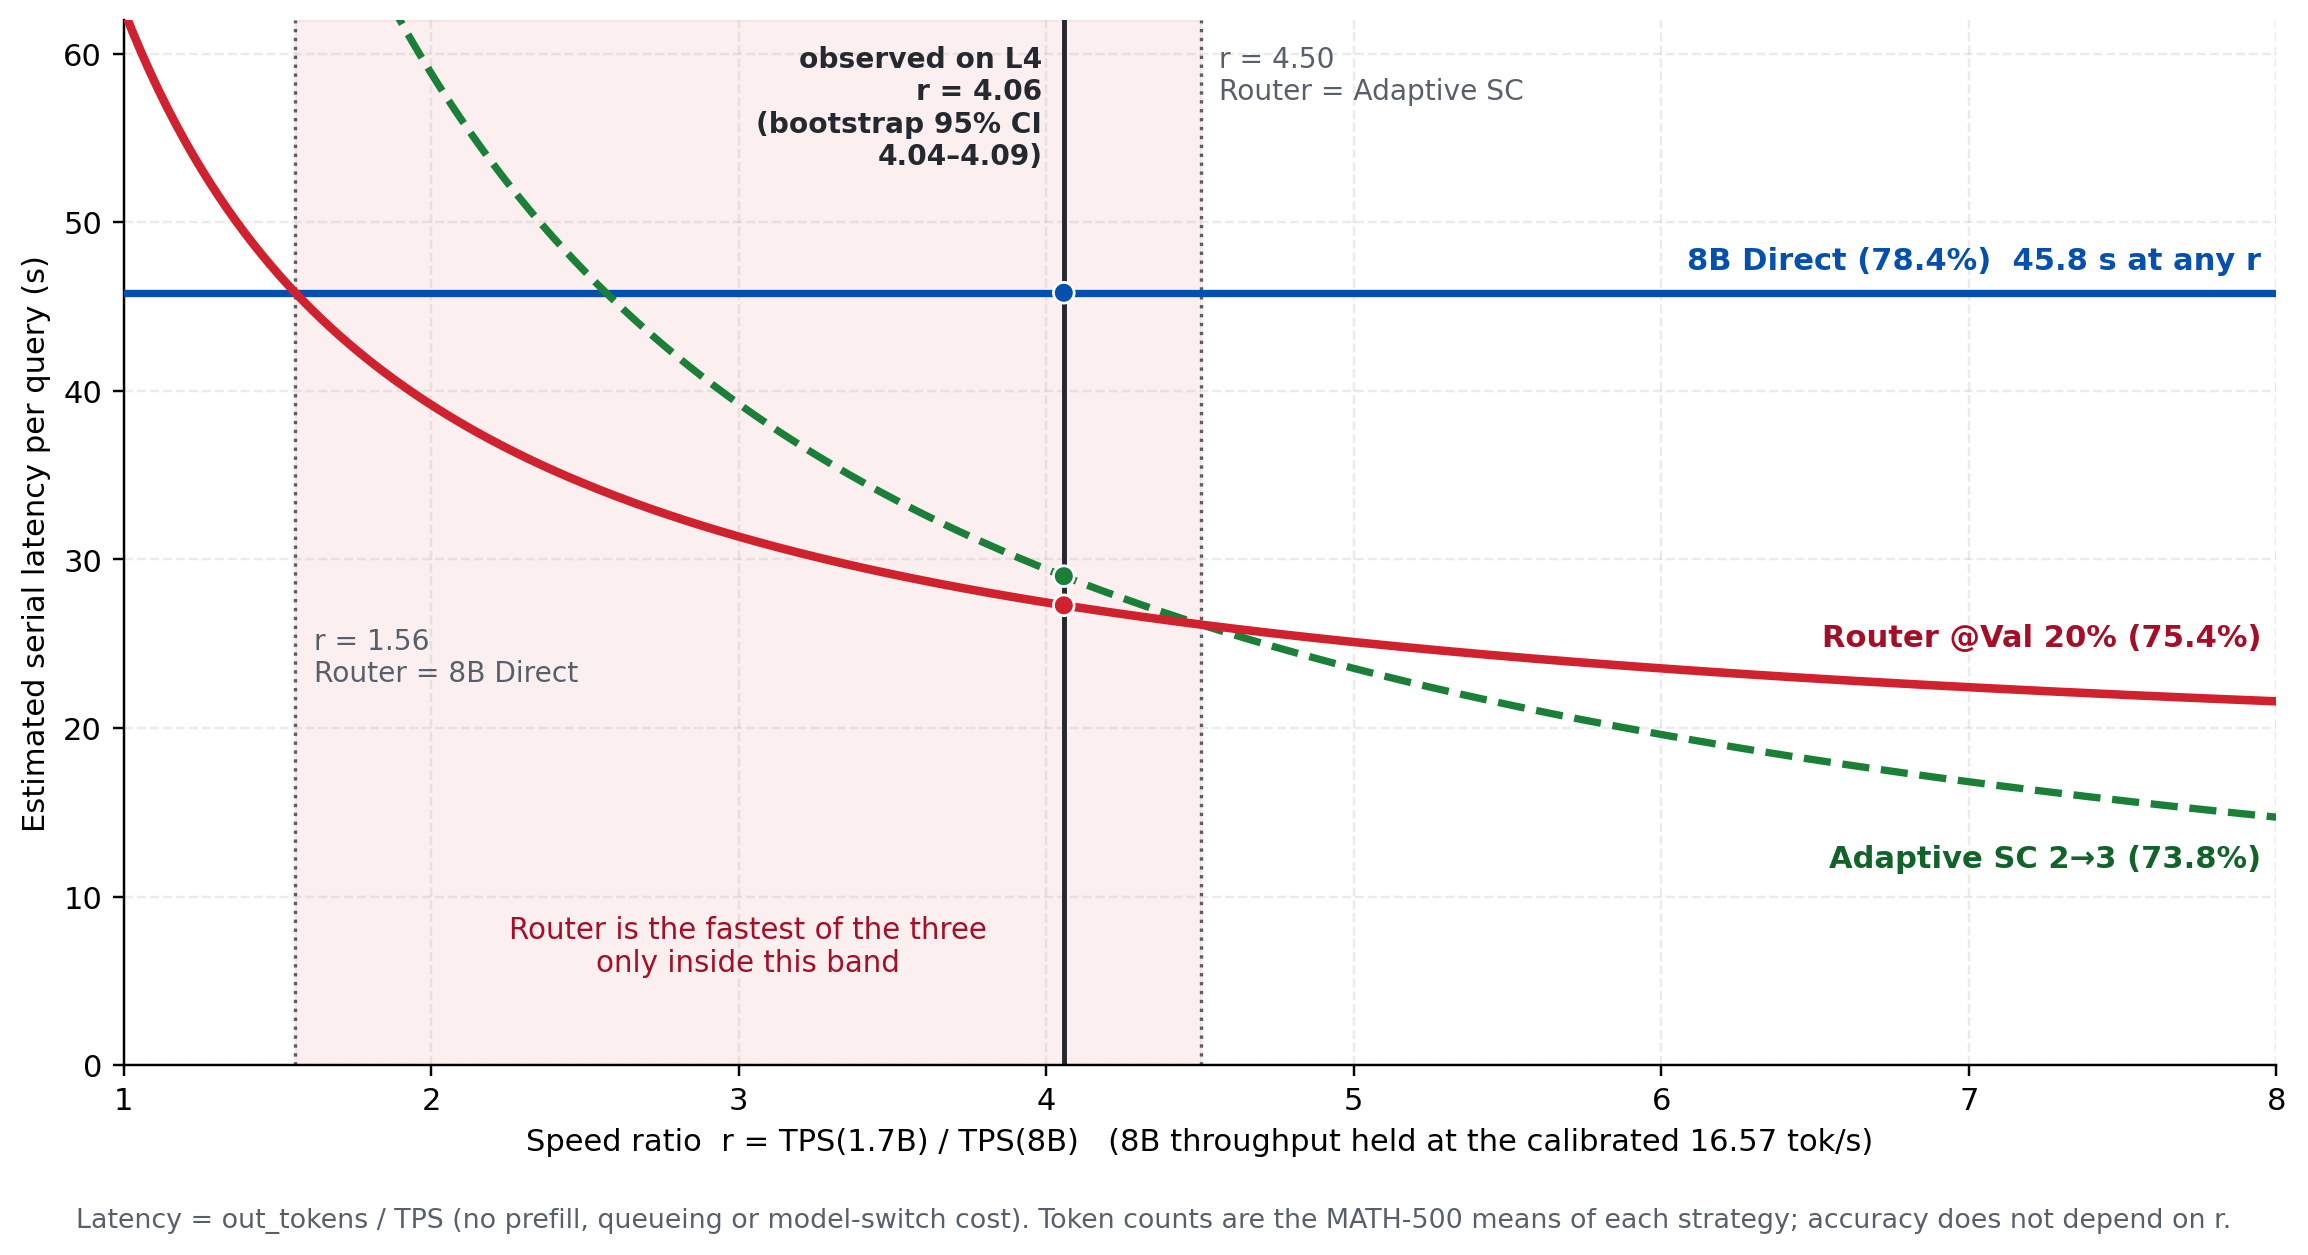 60
50
40
30
20
10
0
Estimated serial latency per query (s)
observed on L4
r = 4.06
(bootstrap 95% CI
4.04–4.09)
r = 4.50
Router = Adaptive SC
8B Direct (78.4%)  45.8 s at any r
r = 1.56
Router = 8B Direct
Router @Val 20% (75.4%)
Adaptive SC 2→3 (73.8%)
Router is the fastest of the three
only inside this band
1 2 3 4 5 6 7 8
Speed ratio  r = TPS(1.7B) / TPS(8B)   (8B throughput held at the calibrated 16.57 tok/s)
Latency = out_tokens / TPS (no prefill, queueing or model-switch cost). Token counts are the MATH-500 means of each strategy; accuracy does not depend on r.